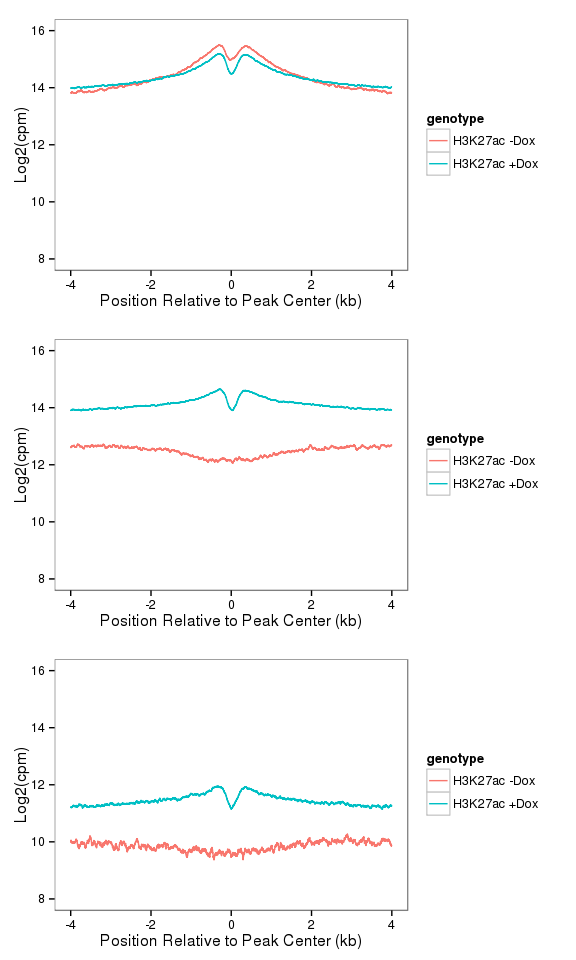 16
14
12
10
8
Log2(cpm)
-4 -2 0 2 4
Position Relative to Peak Center (kb)
genotype
H3K27ac -Dox
H3K27ac +Dox
16
14
12
10
8
Log2(cpm)
-4 -2 0 2 4
Position Relative to Peak Center (kb)
genotype
H3K27ac -Dox
H3K27ac +Dox
16
14
12
10
8
Log2(cpm)
-4 -2 0 2 4
Position Relative to Peak Center (kb)
genotype
H3K27ac -Dox
H3K27ac +Dox